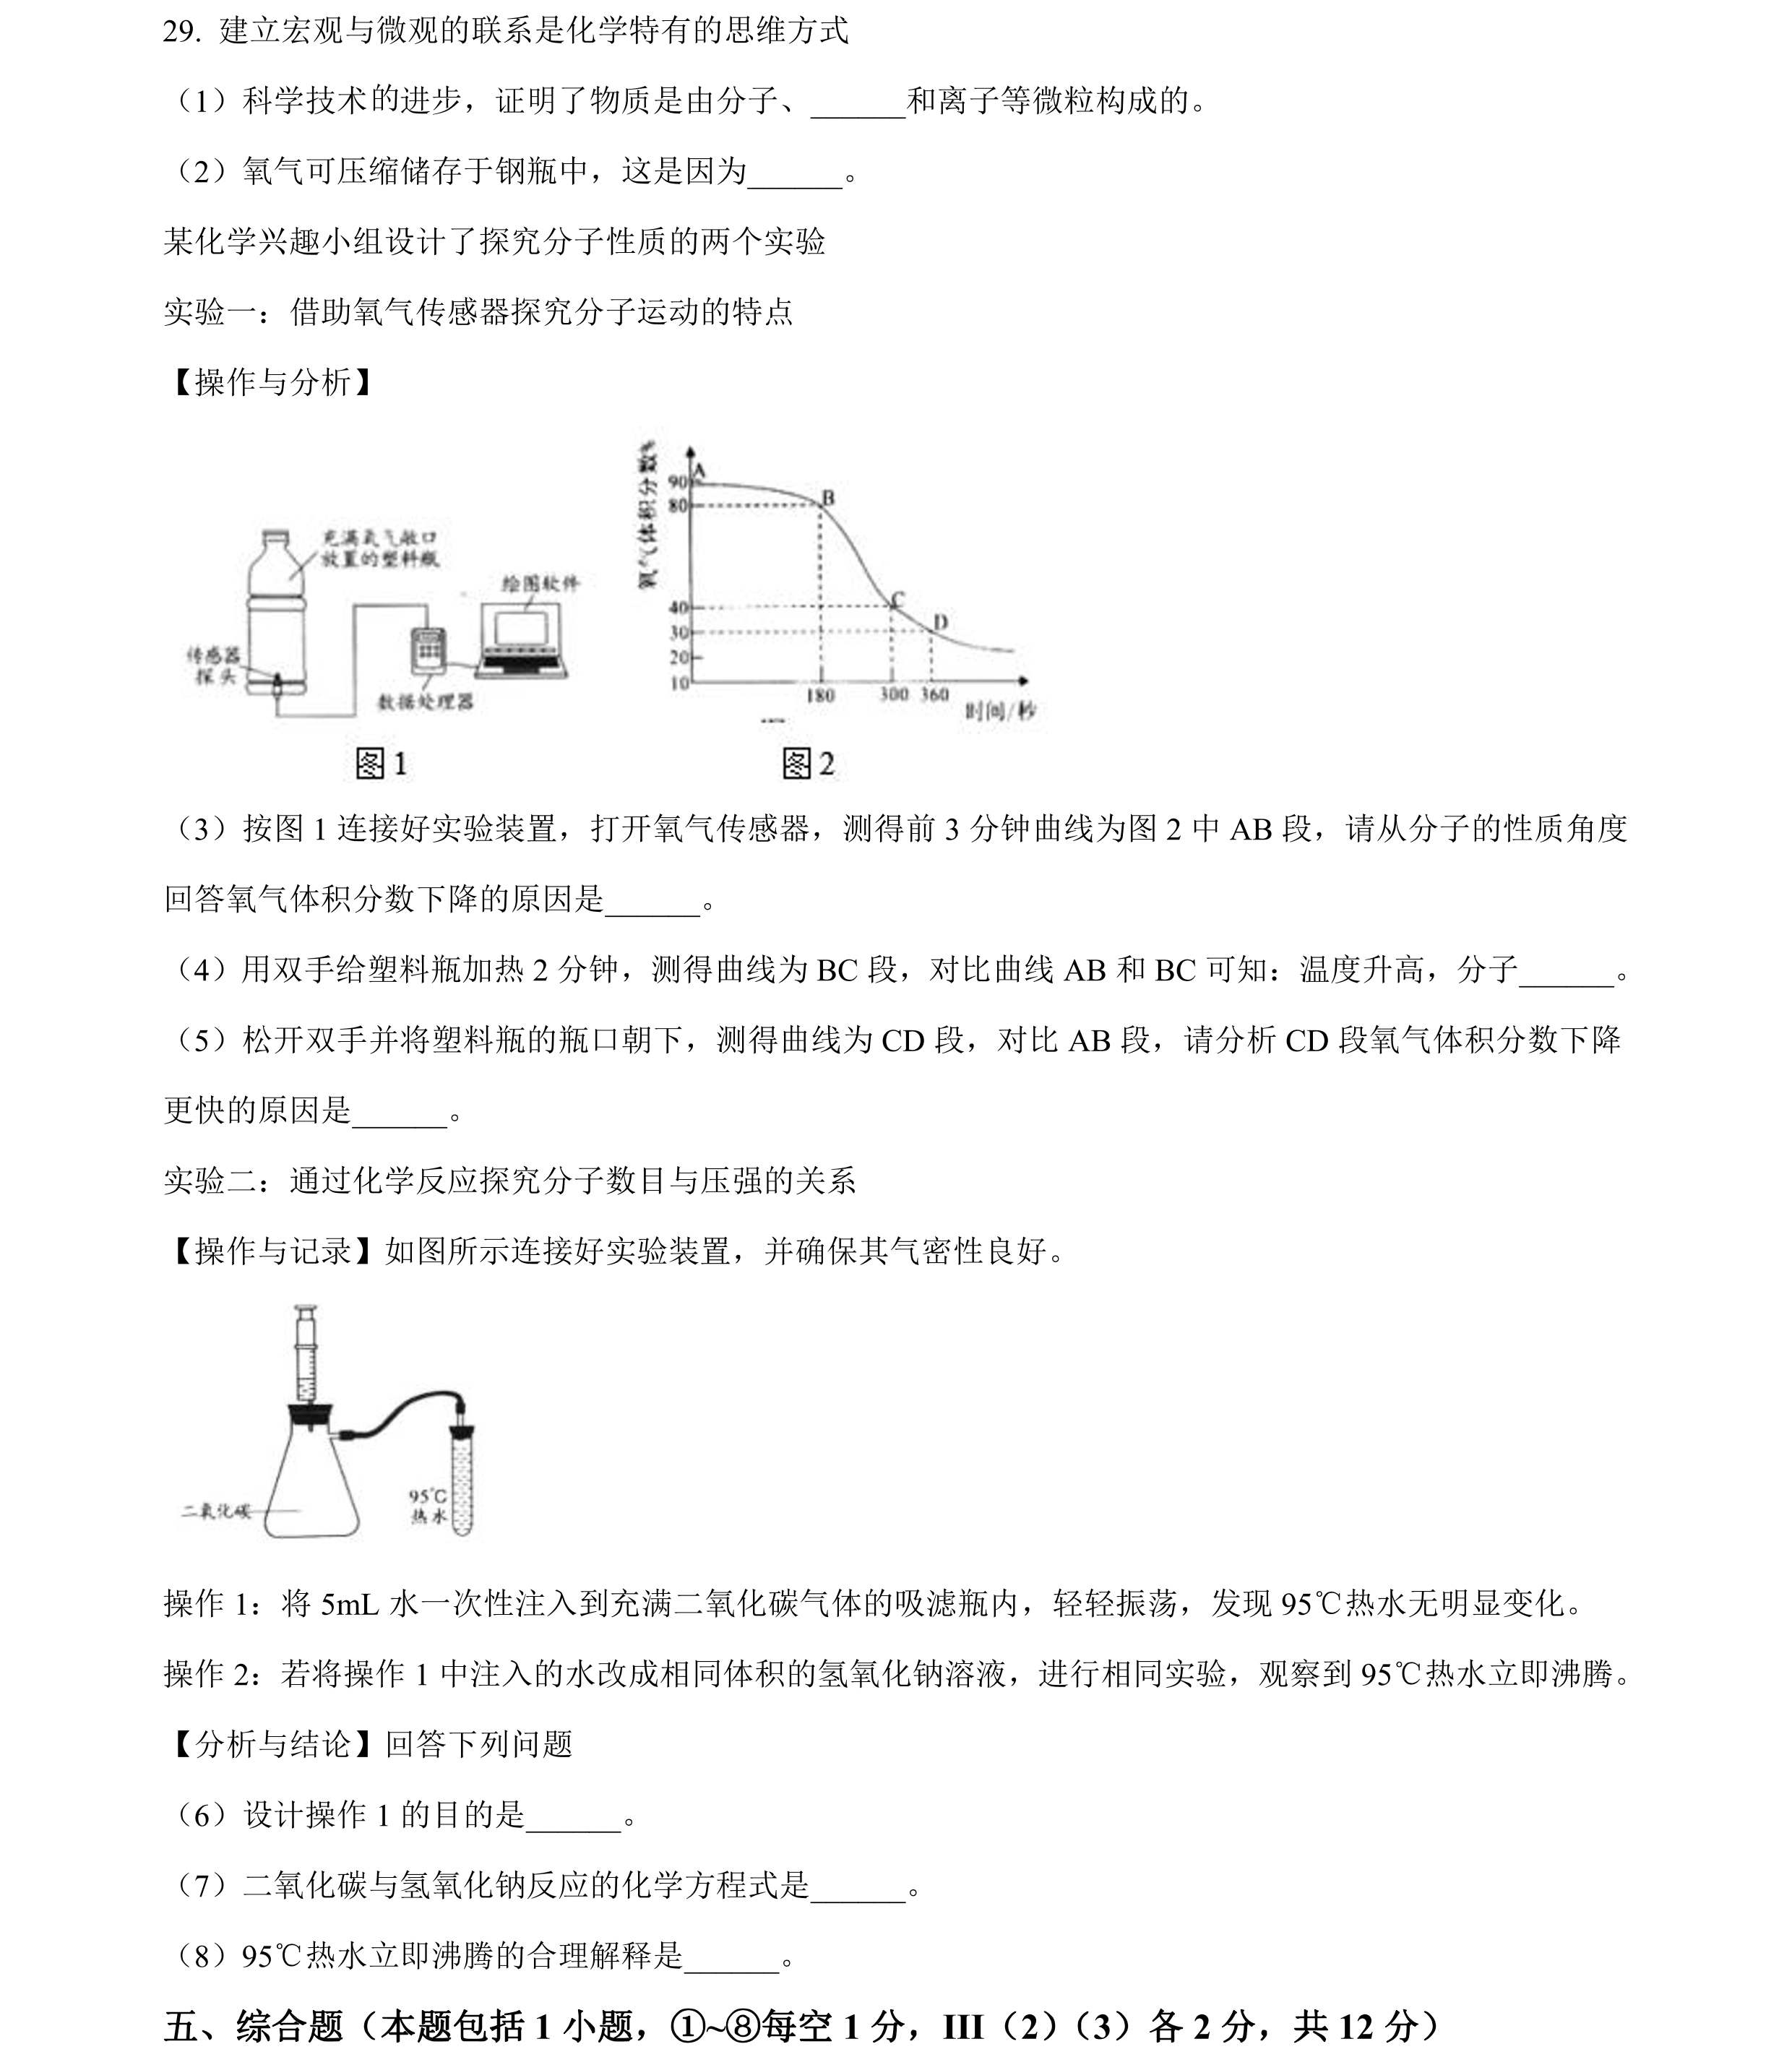 29. 建立宏观与微观的联系是化学特有的思维方式
（1）科学技术的进步，证明了物质是由分子、______和离子等微粒构成的。
（2）氧气可压缩储存于钢瓶中，这是因为______。
某化学兴趣小组设计了探究分子性质的两个实验
实验一：借助氧气传感器探究分子运动的特点
【操作与分析】
充满氧气敞口
放置的塑料瓶
绘图软件
传感器
探头
数据处理器
图 1
氧气体积分数%
A
90
B
80
C
40
D
30
20
10
180 300 360
时间/秒
图 2
（3）按图 1 连接好实验装置，打开氧气传感器，测得前 3 分钟曲线为图 2 中 AB 段，请从分子的性质角度
回答氧气体积分数下降的原因是______。
（4）用双手给塑料瓶加热 2 分钟，测得曲线为 BC 段，对比曲线 AB 和 BC 可知：温度升高，分子______。
（5）松开双手并将塑料瓶的瓶口朝下，测得曲线为 CD 段，对比 AB 段，请分析 CD 段氧气体积分数下降
更快的原因是______。
实验二：通过化学反应探究分子数目与压强的关系
【操作与记录】如图所示连接好实验装置，并确保其气密性良好。
二氧化碳
95℃
热水
操作 1：将 5mL 水一次性注入到充满二氧化碳气体的吸滤瓶内，轻轻振荡，发现 95℃热水无明显变化。
操作 2：若将操作 1 中注入的水改成相同体积的氢氧化钠溶液，进行相同实验，观察到 95℃热水立即沸腾。
【分析与结论】回答下列问题
（6）设计操作 1 的目的是______。
（7）二氧化碳与氢氧化钠反应的化学方程式是______。
（8）95℃热水立即沸腾的合理解释是______。
五、综合题（本题包括 1 小题，①~⑧每空 1 分，III（2）（3）各 2 分，共 12 分）